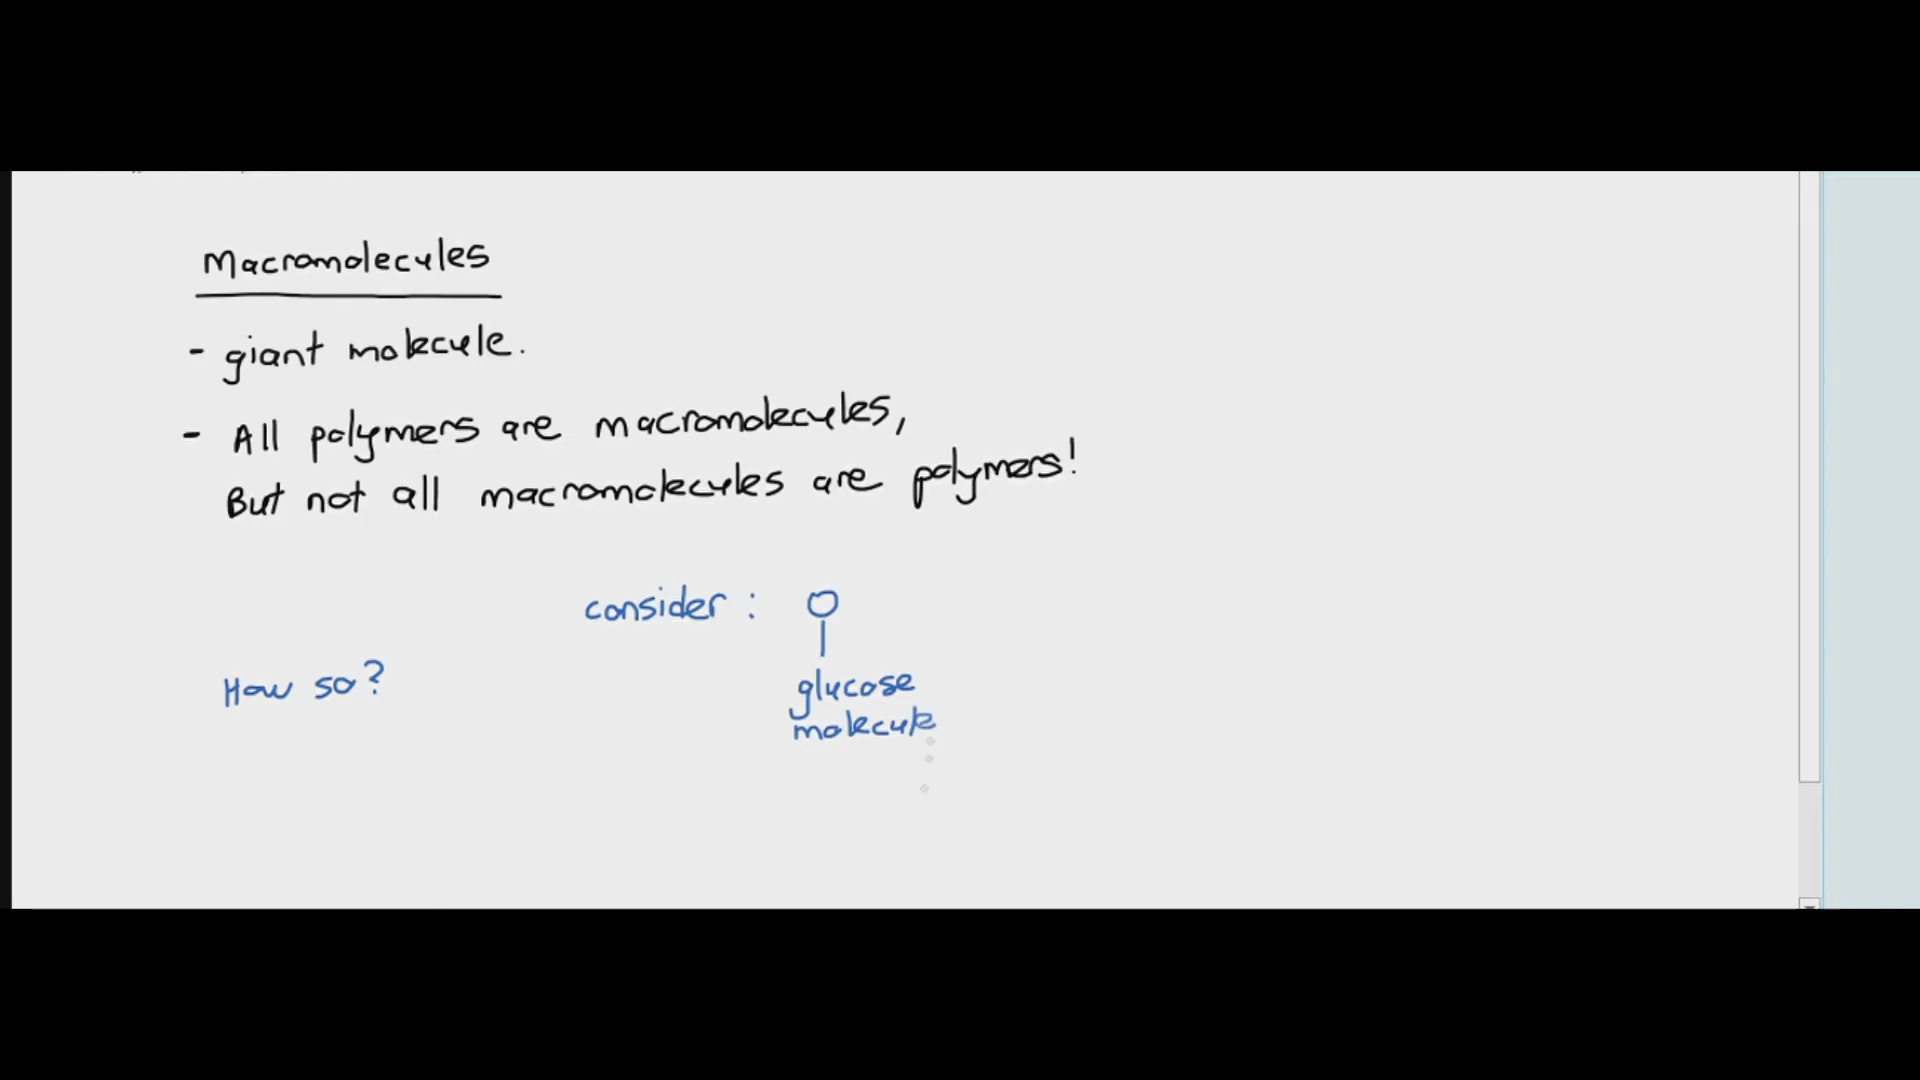 Macromolecules
- giant molecule.
- All polymers are macromolecules,
But not all macromolecules are polymers!
consider : O
How so?
glucose
molecule